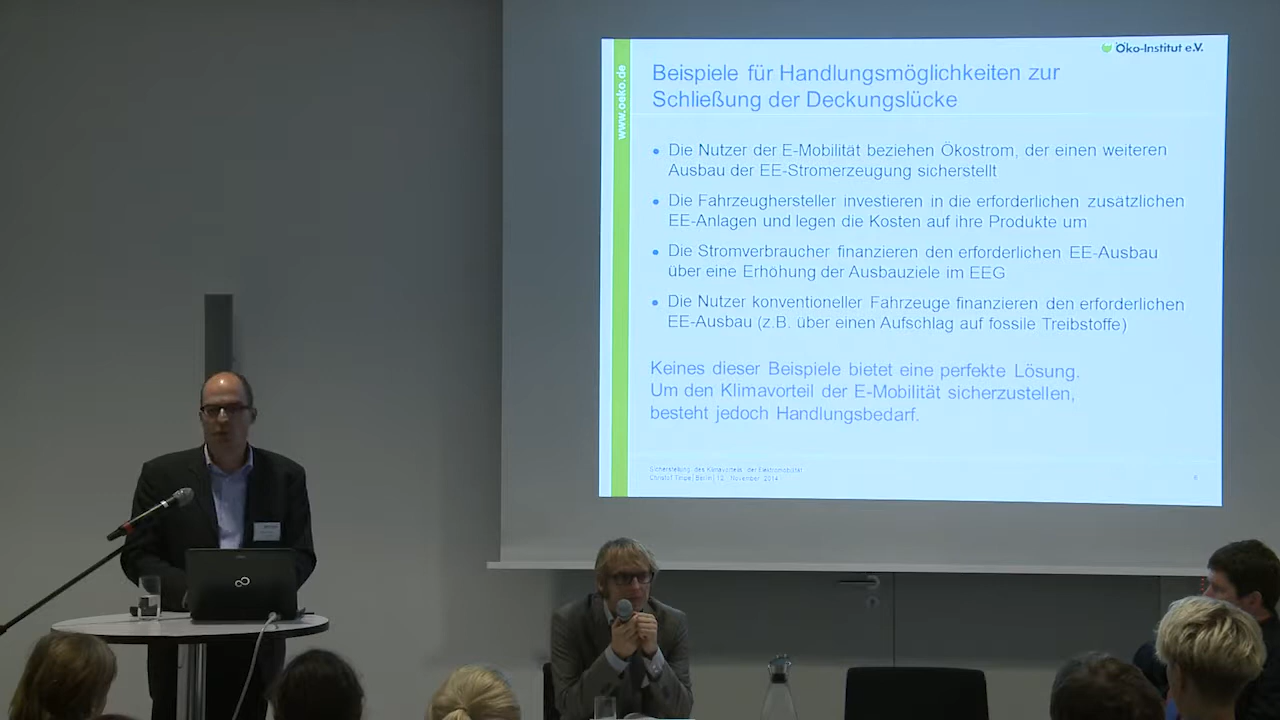 Öko-Institut e.V.
www.oeko.de
Beispiele für Handlungsmöglichkeiten zur
Schließung der Deckungslücke
• Die Nutzer der E-Mobilität beziehen Ökostrom, der einen weiteren
Ausbau der EE-Stromerzeugung sicherstellt
• Die Fahrzeughersteller investieren in die erforderlichen zusätzlichen
EE-Anlagen und legen die Kosten auf ihre Produkte um
• Die Stromverbraucher finanzieren den erforderlichen EE-Ausbau
über eine Erhöhung der Ausbauziele im EEG
• Die Nutzer konventioneller Fahrzeuge finanzieren den erforderlichen
EE-Ausbau (z.B. über einen Aufschlag auf fossile Treibstoffe)
Keines dieser Beispiele bietet eine perfekte Lösung.
Um den Klimavorteil der E-Mobilität sicherzustellen,
besteht jedoch Handlungsbedarf.
Sicherstellung des Klimavorteils der Elektromobilität
Christof Timpe | Berlin | 12. November 2014